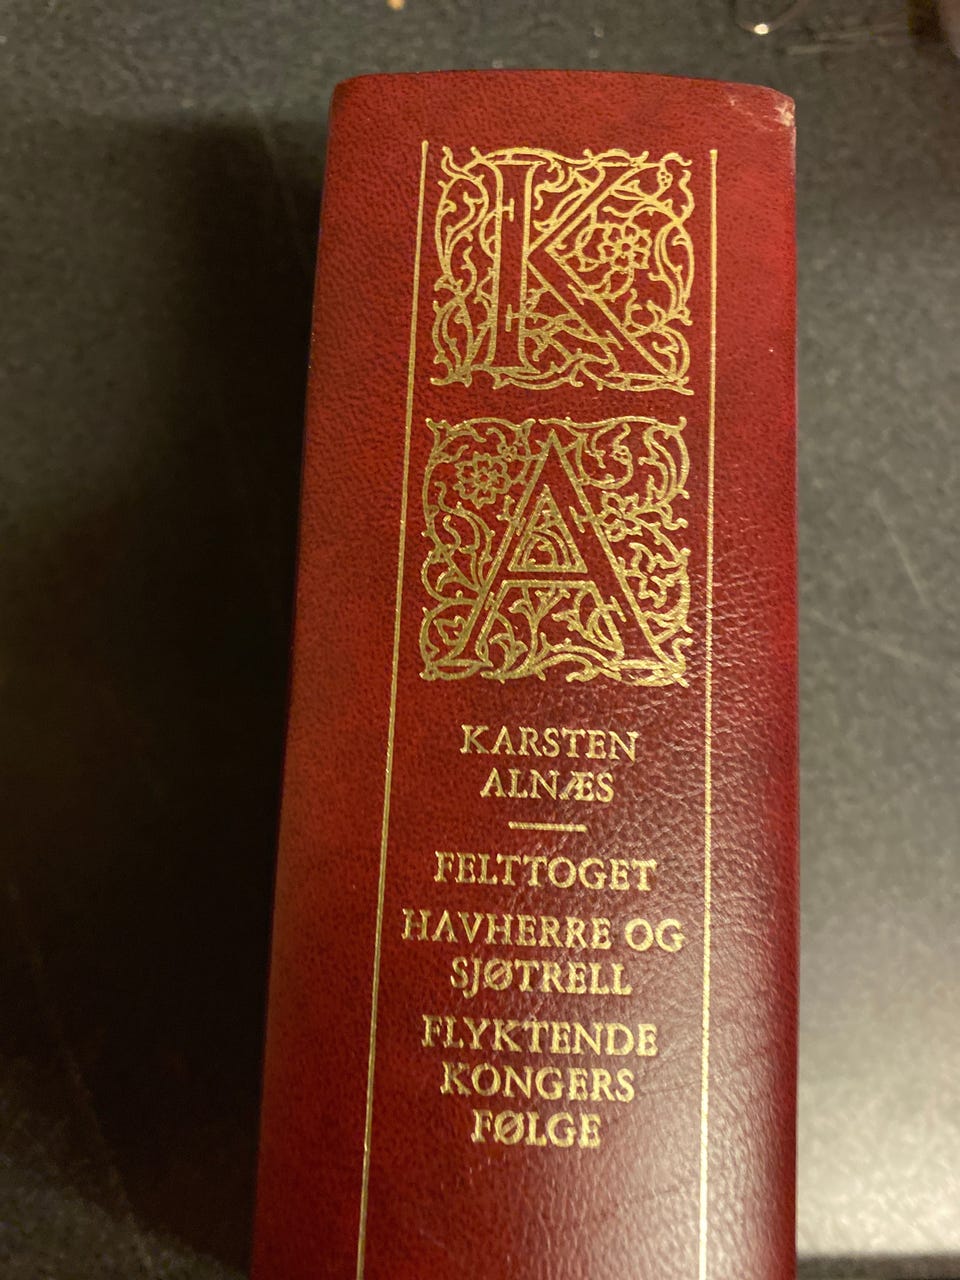 K
A
KARSTEN
ALNÆS
FELTTOGET
HAVHERRE OG
SJØTRELL
FLYKTENDE
KONGERS
FØLGE